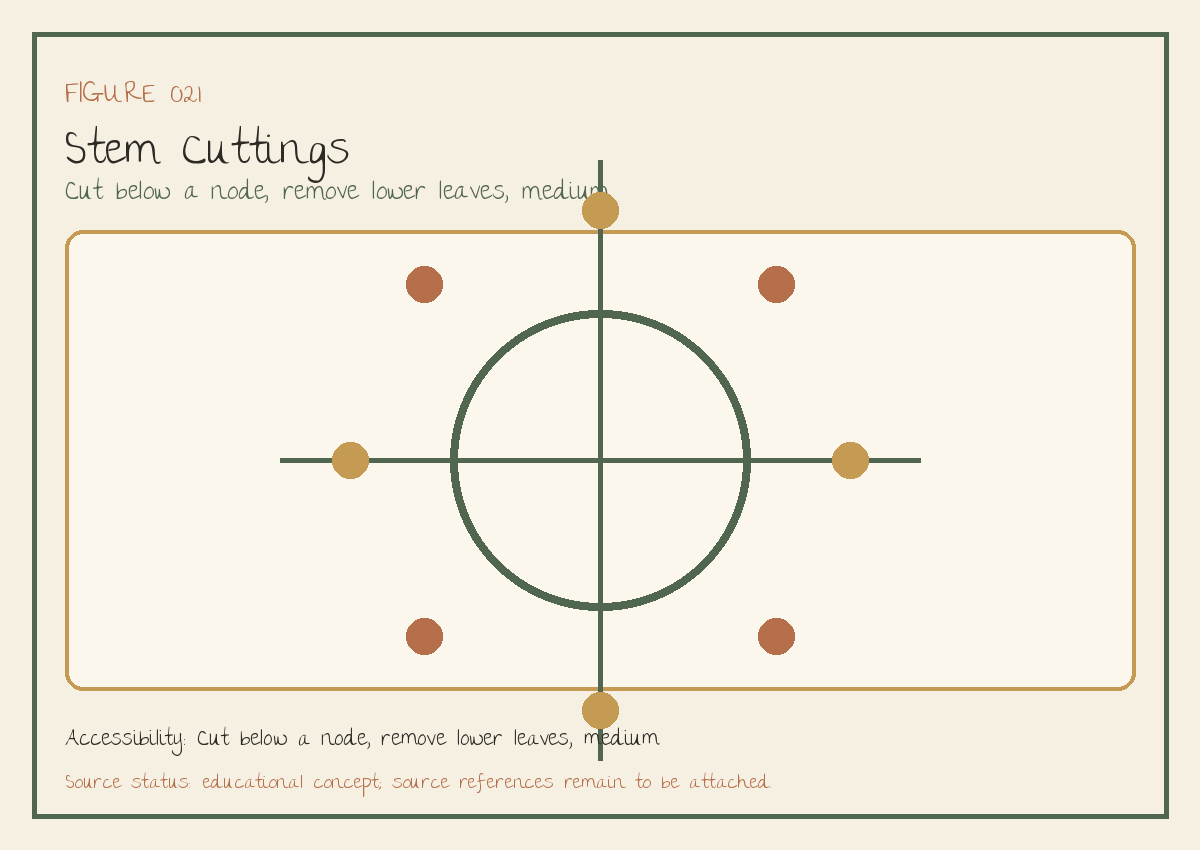 FIGURE 021
Stem Cuttings
Cut below a node, remove lower leaves, medium
Accessibility: Cut below a node, remove lower leaves, medium
Source status: educational concept; source references remain to be attached.